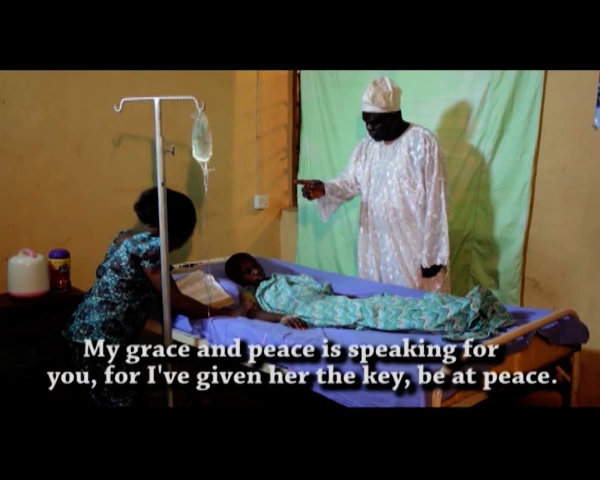 My grace and peace is speaking for
you, for I've given her the key, be at peace.